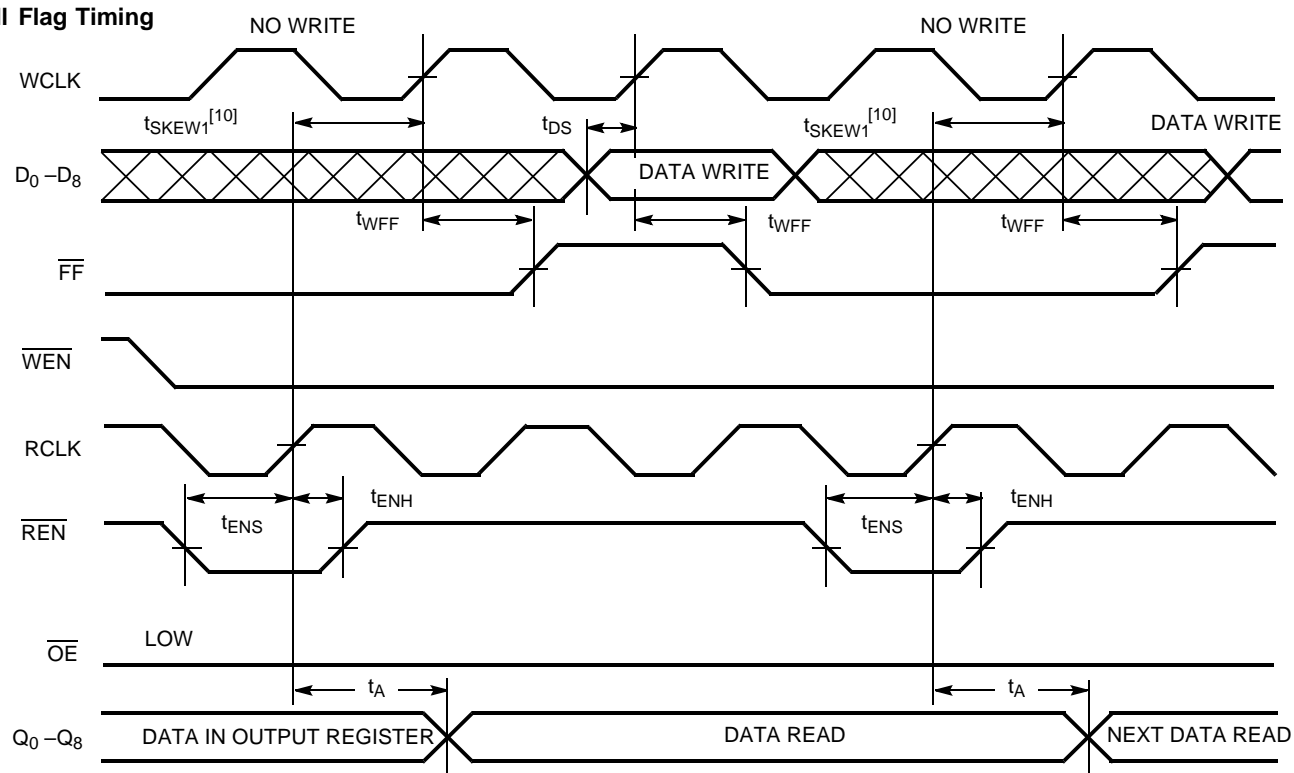 ll Flag Timing
NO WRITE
NO WRITE
WCLK
tSKEW1[10]
tDS
tSKEW1[10]
DATA WRITE
D0 –D8
DATA WRITE
tWFF
tWFF
tWFF
FF
WEN
RCLK
tENH
tENH
REN
tENS
tENS
OE
LOW
tA
tA
Q0 –Q8
DATA IN OUTPUT REGISTER
DATA READ
NEXT DATA READ